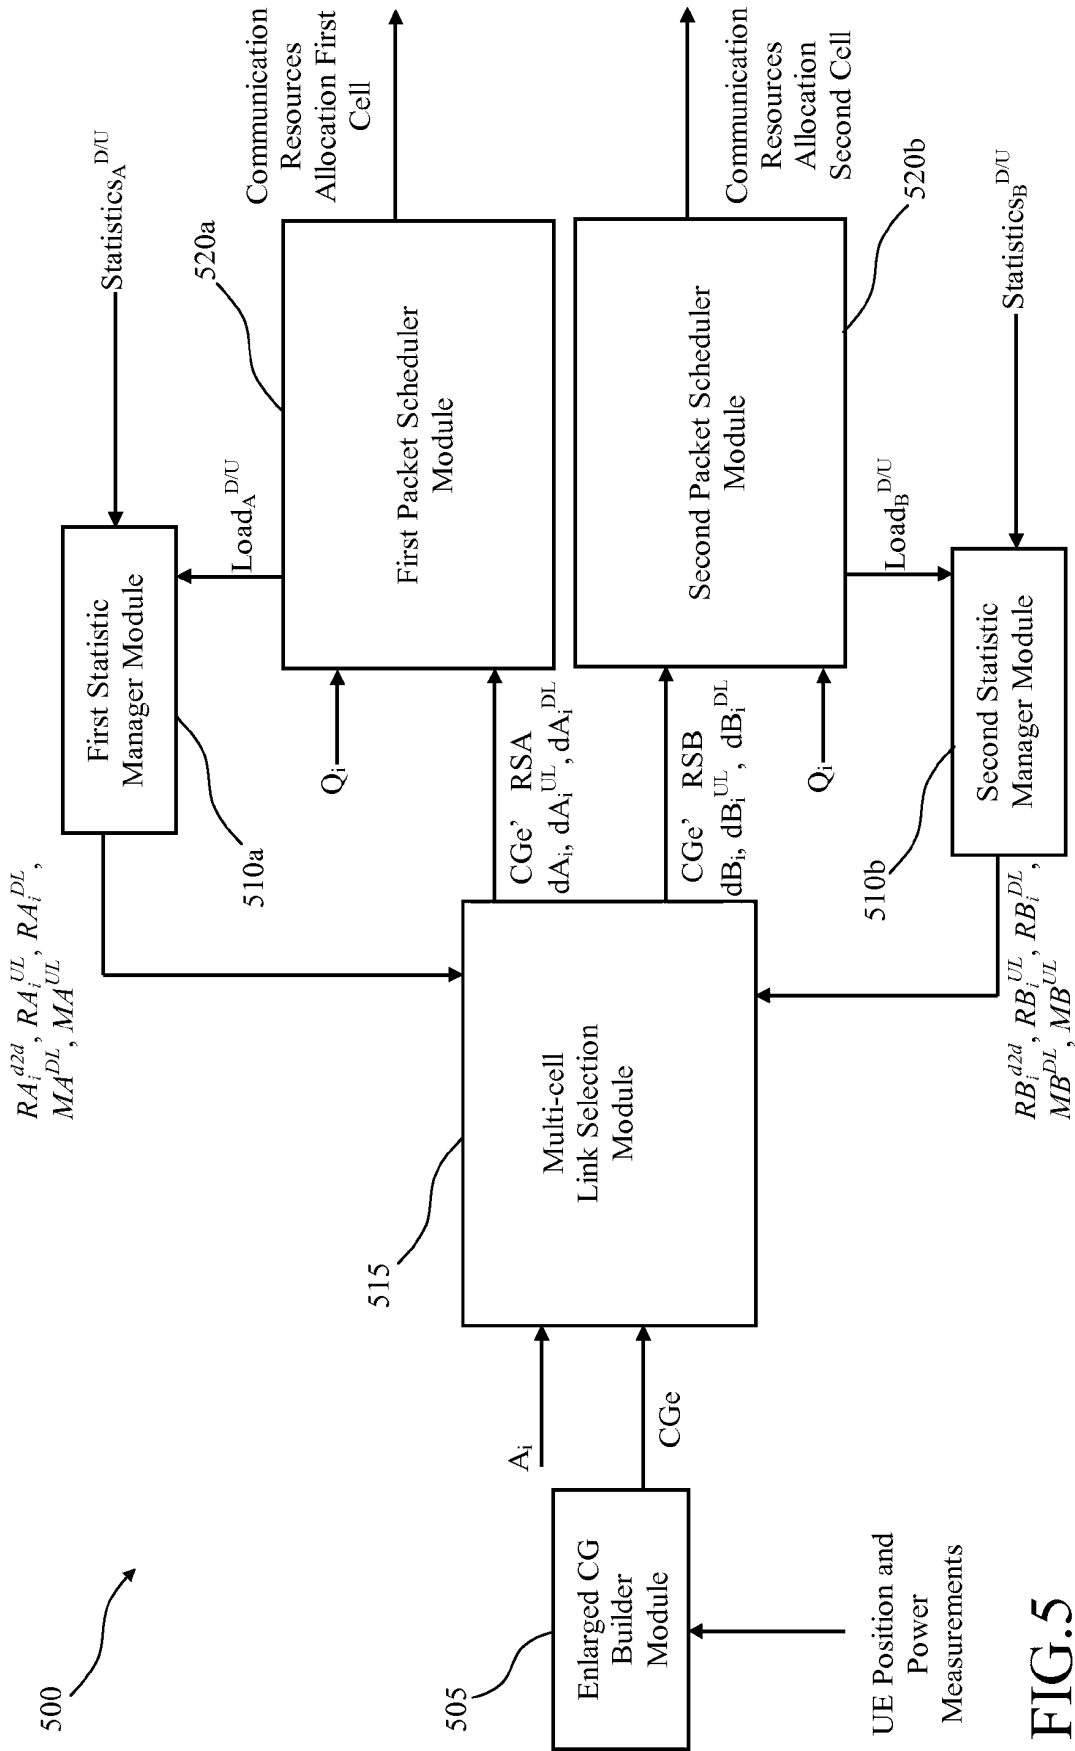 500
505
Enlarged CG
Builder
Module
UE Position and
Power
Measurements
A_i
CGe
515
Multi-cell
Link Selection
Module
RA_i^{d2d}, RA_i^{UL}, RA_i^{DL},
MA^{DL}, MA^{UL}
510a
First Statistic
Manager Module
Statistics_A^{D/U}
Load_A^{D/U}
Q_i
CGe’ RSA
dA_i, dA_i^{UL}, dA_i^{DL}
520a
First Packet Scheduler
Module
Communication
Resources
Allocation First
Cell
CGe’ RSB
dB_i, dB_i^{UL}, dB_i^{DL}
Q_i
Second Packet Scheduler
Module
520b
Communication
Resources
Allocation
Second Cell
Load_B^{D/U}
510b
Second Statistic
Manager Module
Statistics_B^{D/U}
RB_i^{d2d}, RB_i^{UL}, RB_i^{DL},
MB^{DL}, MB^{UL}
FIG.5